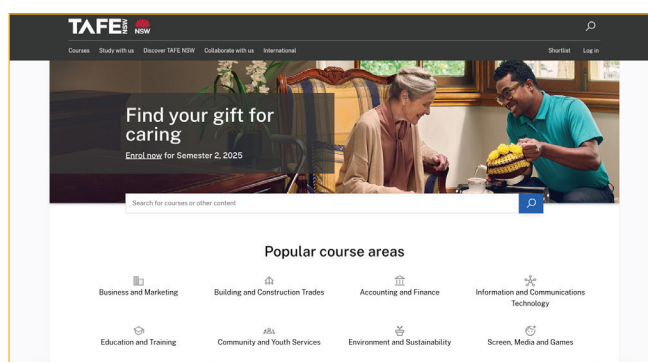 TAFE NSW
NSW
Courses Study with us Discover TAFE NSW Collaborate with us International Shortlist Log in
Find your gift for
caring
Enrol now for Semester 2, 2025
Search for courses or other content
Popular course areas
Business and Marketing Building and Construction Trades Accounting and Finance Information and Communications
Technology
Education and Training Community and Youth Services Environment and Sustainability Screen, Media and Games